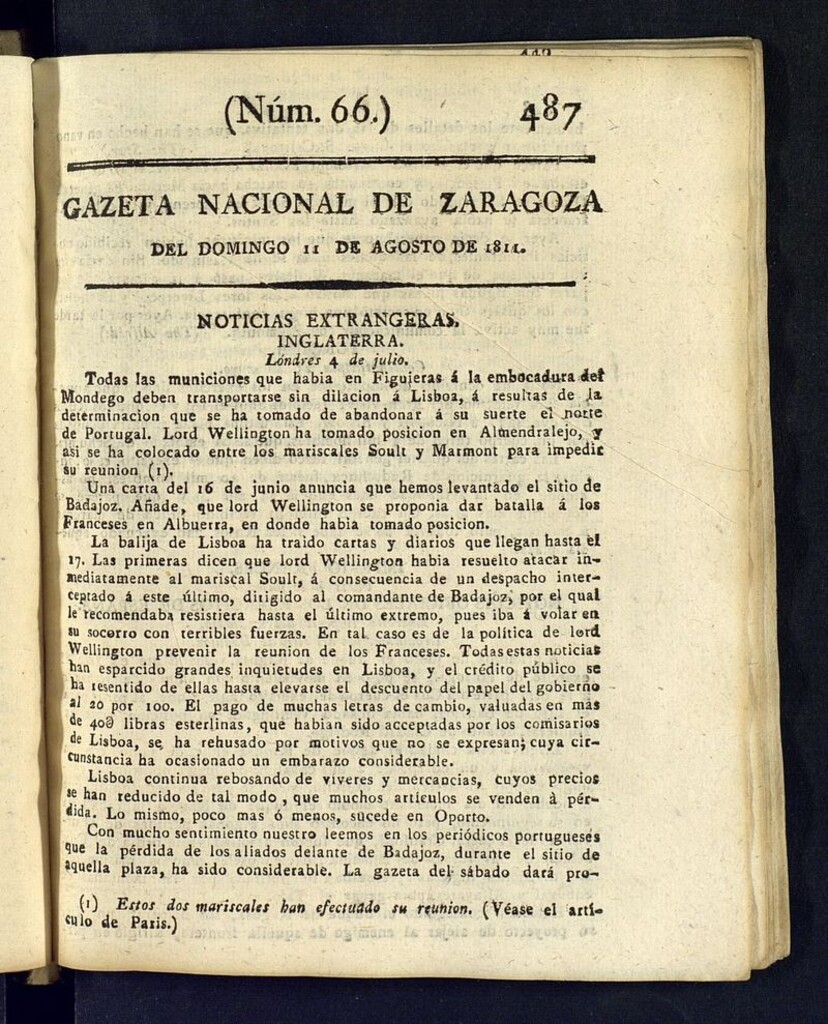 (Núm. 66.) 487
GAZETA NACIONAL DE ZARAGOZA
DEL DOMINGO 11 DE AGOSTO DE 1811.
NOTICIAS EXTRANGERAS.
INGLATERRA.
Lóndres 4 de julio.
Todas las municiones que habia en Figujeras á la embocadura del
Mondego deben transportarse sin dilacion á Lisboa, á resultas de la
determinacion que se ha tomado de abandonar á su suerte el norte
de Portugal. Lord Wellington ha tomado posicion en Almendralejo, y
asi se ha colocado entre los mariscales Soult y Marmont para impedir
su reunion (1).
Una carta del 16 de junio anuncia que hemos levantado el sitio de
Badajoz. Añade, que lord Wellington se proponia dar batalla á los
Franceses en Albuerra, en donde habia tomado posicion.
La balija de Lisboa ha traido cartas y diarios que llegan hasta el
17. Las primeras dicen que lord Wellington habia resuelto atacar in-
mediatamente al mariscal Soult, á consecuencia de un despacho inter-
ceptado á este último, dirigido al comandante de Badajoz, por el qual
le recomendaba resistiera hasta el último extremo, pues iba á volar en
su socorro con terribles fuerzas. En tal caso es de la política de lord
Wellington prevenir la reunion de los Franceses. Todas estas noticias
han esparcido grandes inquietudes en Lisboa, y el crédito público se
ha resentido de ellas hasta elevarse el descuento del papel del gobierno
al 20 por 100. El pago de muchas letras de cambio, valuadas en más
de libras esterlinas, que habian sido acceptadas por los comisarios
de Lisboa, se ha rehusado por motivos que no se expresan; cuya cir-
cunstancia ha ocasionado un embarazo considerable.
Lisboa continua rebosando de viveres y mercancias, cuyos precios
se han reducido de tal modo, que muchos artículos se venden á pér-
dida. Lo mismo, poco mas ó menos, sucede en Oporto.
Con mucho sentimiento nuestro leemos en los periódicos portugueses
que la pérdida de los aliados delante de Badajoz, durante el sitio de
aquella plaza, ha sido considerable. La gazeta del sábado dará pro-
(1) Estos dos mariscales han efectuado su reunion. (Véase el artí-
culo de Paris.)